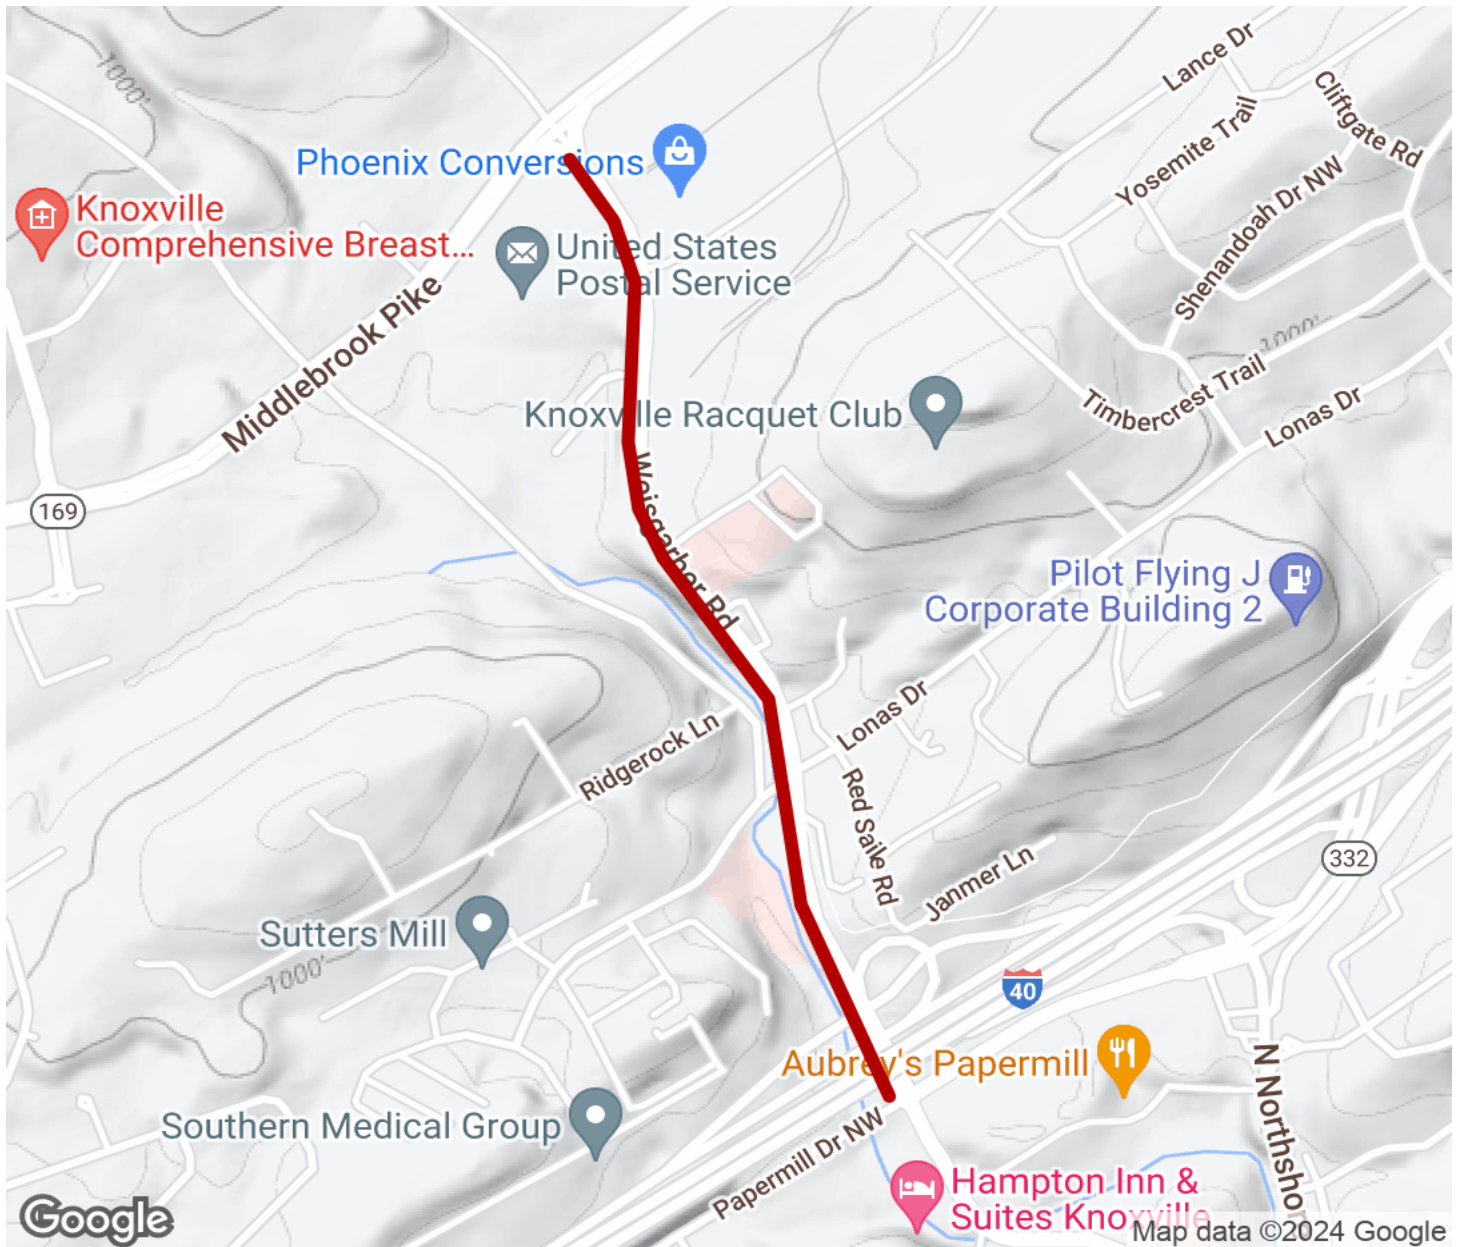 Lance Dr
Cliftgate Rd
1000'
Yosemite Trail
Phoenix Conversions
Shenandoah Dr NW
Knoxville
Comprehensive Breast...
United States
Postal Service
Middlebrook Pike
1000'
Timbercrest Trail
Knoxville Racquet Club
Lonas Dr
169
Weisgarber Rd
Pilot Flying J
Corporate Building 2
Lonas Dr
Ridgerock Ln
Red Saile Rd
332
Janmer Ln
Sutters Mill
1000'
40
Aubrey's Papermill
N Northshor
Southern Medical Group
Papermill Dr NW
Hampton Inn &
Suites Knoxville
Google
Map data ©2024 Google